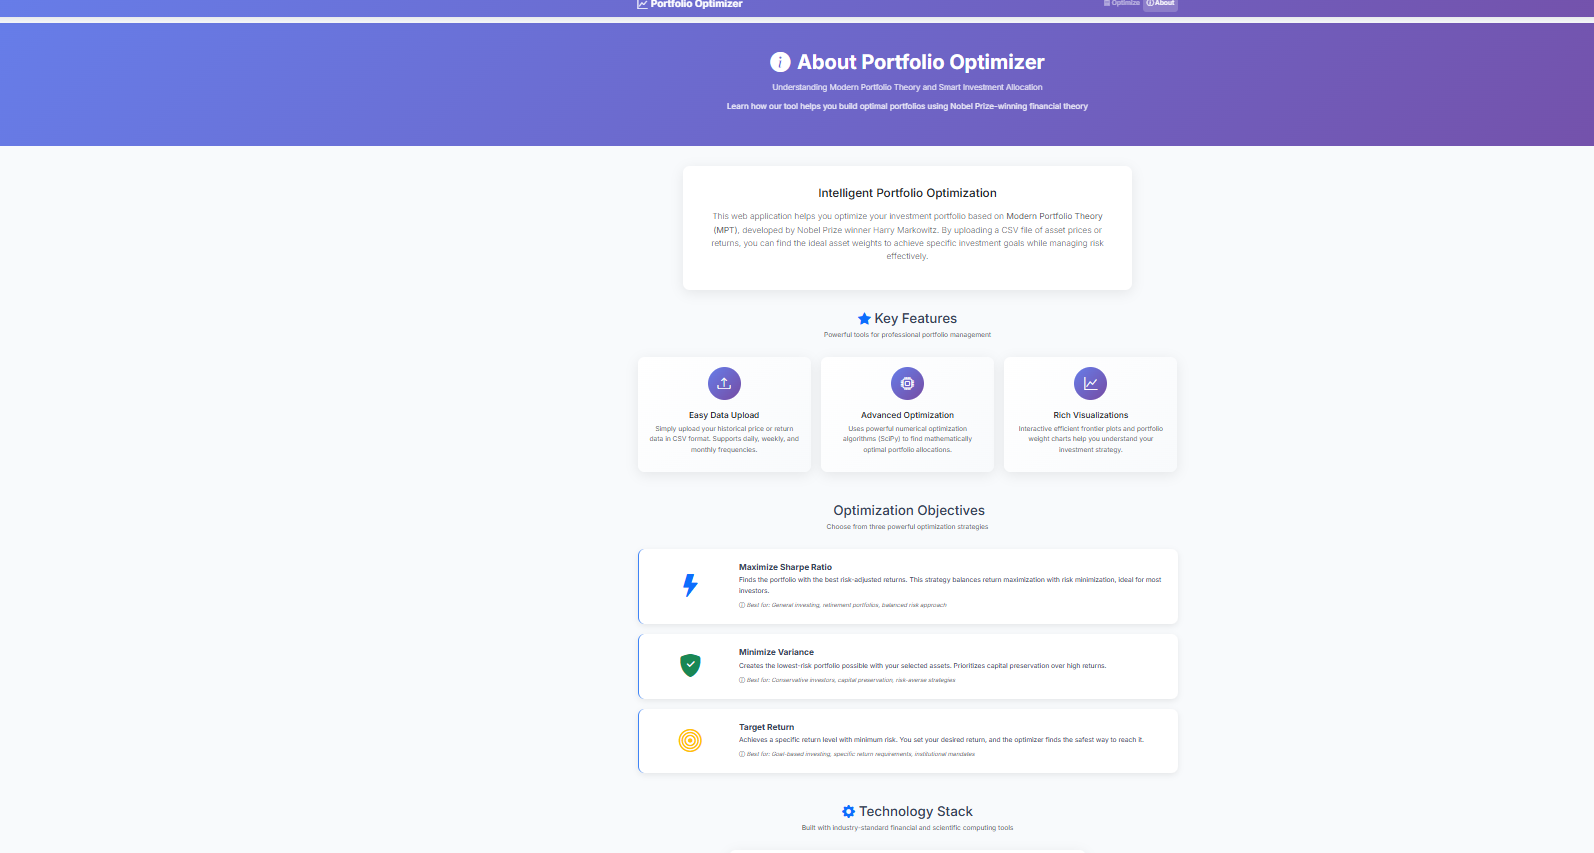 Portfolio Optimizer
Optimize
About
About Portfolio Optimizer
Understanding Modern Portfolio Theory and Smart Investment Allocation
Learn how our tool helps you build optimal portfolios using Nobel Prize-winning financial theory
Intelligent Portfolio Optimization
This web application helps you optimize your investment portfolio based on Modern Portfolio Theory
(MPT), developed by Nobel Prize winner Harry Markowitz. By uploading a CSV file of asset prices or
returns, you can find the ideal asset weights to achieve specific investment goals while managing risk
effectively.
Key Features
Powerful tools for professional portfolio management
Easy Data Upload
Simply upload your historical price or return
data in CSV format. Supports daily, weekly, and
monthly frequencies.
Advanced Optimization
Uses powerful numerical optimization
algorithms (SciPy) to find mathematically
optimal portfolio allocations.
Rich Visualizations
Interactive efficient frontier plots and portfolio
weight charts help you understand your
investment strategy.
Optimization Objectives
Choose from three powerful optimization strategies
Maximize Sharpe Ratio
Finds the portfolio with the best risk-adjusted returns. This strategy balances return maximization with risk minimization, ideal for most
investors.
Best for: General investing, retirement portfolios, balanced risk approach
Minimize Variance
Creates the lowest-risk portfolio possible with your selected assets. Prioritizes capital preservation over high returns.
Best for: Conservative investors, capital preservation, risk-averse strategies
Target Return
Achieves a specific return level with minimum risk. You set your desired return, and the optimizer finds the safest way to reach it.
Best for: Goal-based investing, specific return requirements, institutional mandates
Technology Stack
Built with industry-standard financial and scientific computing tools